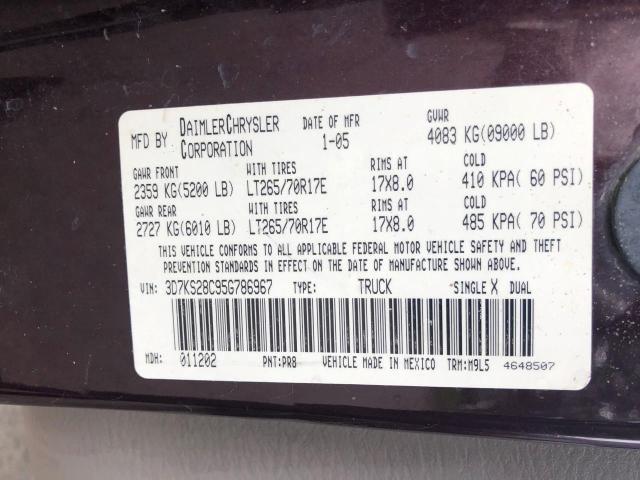 MFD BY DAIMLERCHRYSLER CORPORATION DATE OF MFR 1-05 GVWR 4083 KG(09000 LB)
GAWR FRONT WITH TIRES RIMS AT COLD
2359 KG(5200 LB) LT265/70R17E 17X8.0 410 KPA( 60 PSI)
GAWR REAR WITH TIRES RIMS AT COLD
2727 KG(6010 LB) LT265/70R17E 17X8.0 485 KPA( 70 PSI)
THIS VEHICLE CONFORMS TO ALL APPLICABLE FEDERAL MOTOR VEHICLE SAFETY AND THEFT
PREVENTION STANDARDS IN EFFECT ON THE DATE OF MANUFACTURE SHOWN ABOVE.
VIN: 3D7KS28C95G786967 TYPE: TRUCK SINGLE X DUAL
MDH: 011202 PNT:PR8 VEHICLE MADE IN MEXICO TRM:M9L5 4648507